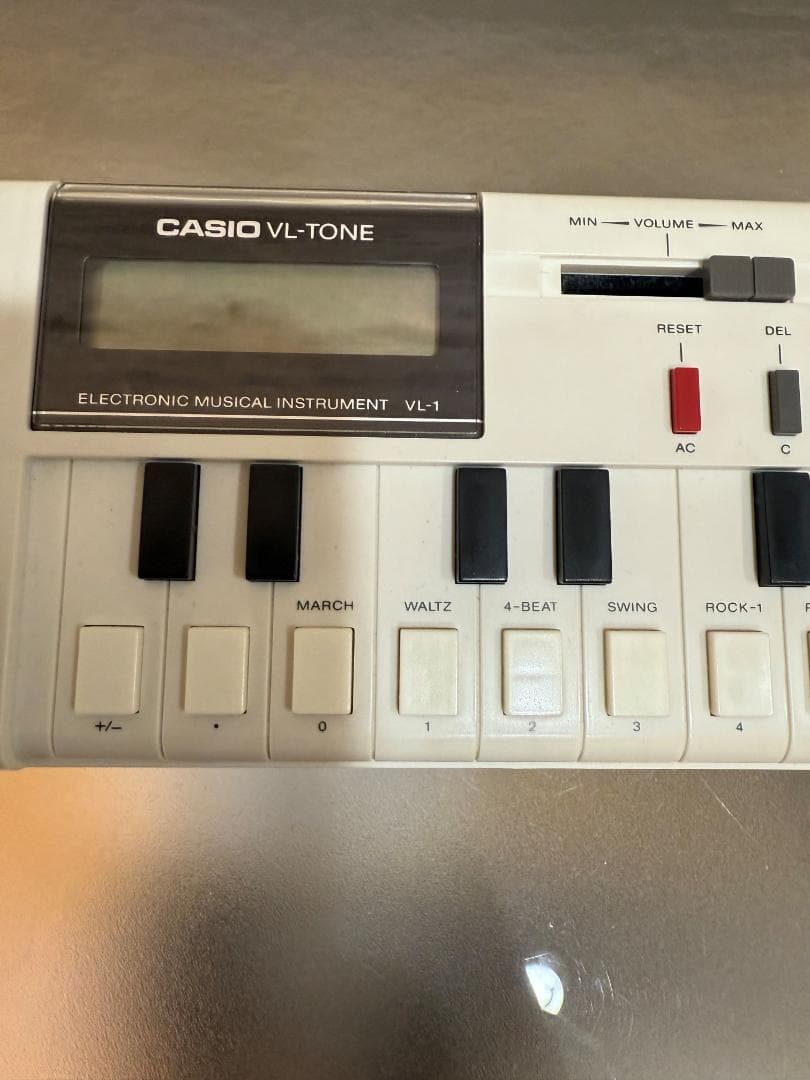 CASIO VL-TONE
ELECTRONIC MUSICAL INSTRUMENT VL-1
MIN VOLUME MAX
RESET DEL
AC C
MARCH WALTZ 4-BEAT SWING ROCK-1
+/− • 0 1 2 3 4